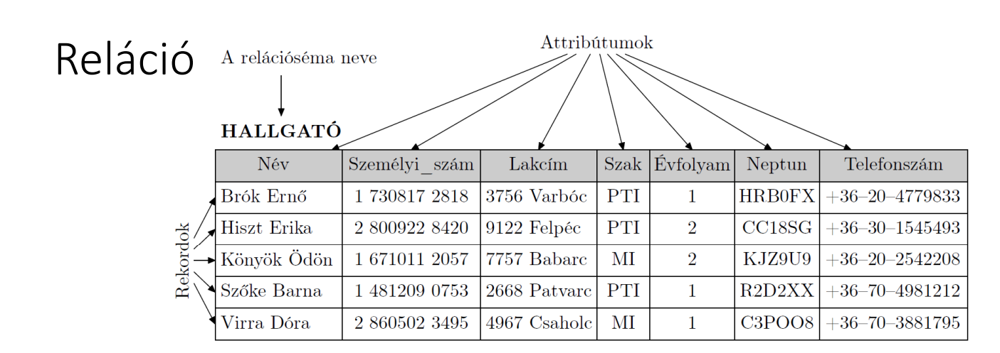 Reláció
A relációséma neve
Attribútumok
HALLGATÓ
Név Személyi_szám Lakcím Szak Évfolyam Neptun Telefonszám
Brók Ernő 1 730817 2818 3756 Varbóc PTI 1 HRB0FX +36–20–4779833
Hiszt Erika 2 800922 8420 9122 Felpéc PTI 2 CC18SG +36–30–1545493
Könyök Ödön 1 671011 2057 7757 Babarc MI 2 KJZ9U9 +36–20–2542208
Szőke Barna 1 481209 0753 2668 Patvarc PTI 1 R2D2XX +36–70–4981212
Virra Dóra 2 860502 3495 4967 Csaholc MI 1 C3POO8 +36–70–3881795
Rekordok